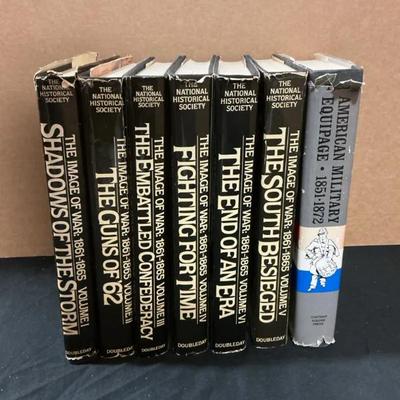 THE
NATIONAL
HISTORICAL
SOCIETY
THE IMAGE OF WAR: 1861-1865 VOLUME I
SHADOWS OF THE STORM
DOUBLEDAY
THE
NATIONAL
HISTORICAL
SOCIETY
THE IMAGE OF WAR: 1861-1865 VOLUME II
THE GUNS OF '62
DOUBLEDAY
THE
NATIONAL
HISTORICAL
SOCIETY
THE IMAGE OF WAR: 1861-1865 VOLUME III
THE EMBATTLED CONFEDERACY
DOUBLEDAY
THE
NATIONAL
HISTORICAL
SOCIETY
THE IMAGE OF WAR: 1861-1865 VOLUME IV
FIGHTING FOR TIME
DOUBLEDAY
THE
NATIONAL
HISTORICAL
SOCIETY
THE IMAGE OF WAR: 1861-1865 VOLUME VI
THE END OF AN ERA
DOUBLEDAY
THE
NATIONAL
HISTORICAL
SOCIETY
THE IMAGE OF WAR: 1861-1865 VOLUME V
THE SOUTH BESIEGED
DOUBLEDAY
AMERICAN MILITARY
EQUIPAGE • 1851-1872
PRESS